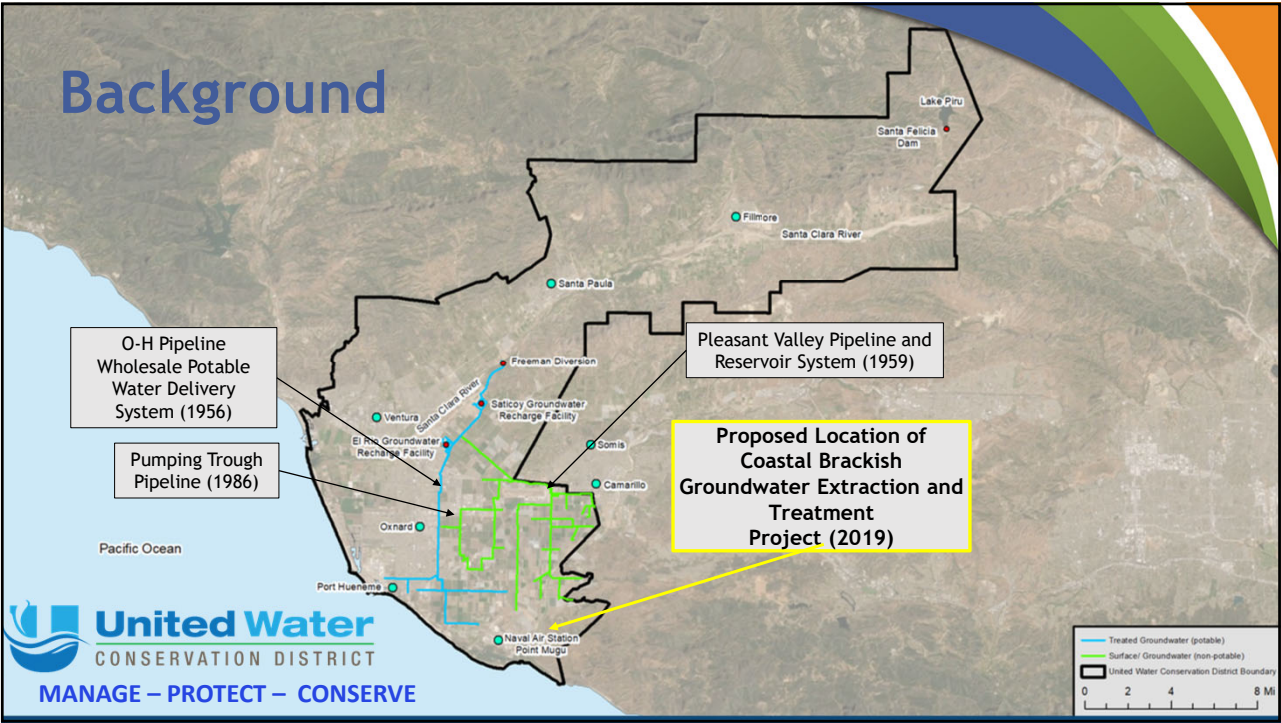 Background
Lake Piru
Santa Felicia
Dam
Fillmore
Santa Clara River
Santa Paula
O-H Pipeline
Wholesale Potable
Water Delivery
System (1956)
Pleasant Valley Pipeline and
Reservoir System (1959)
Freeman Diversion
Santa Clara River
Saticoy Groundwater
Recharge Facility
Ventura
El Rio Groundwater
Recharge Facility
Somis
Proposed Location of
Coastal Brackish
Groundwater Extraction and
Treatment
Project (2019)
Pumping Trough
Pipeline (1986)
Camarillo
Oxnard
Pacific Ocean
Port Hueneme
Naval Air Station
Point Mugu
United Water
CONSERVATION DISTRICT
MANAGE – PROTECT – CONSERVE
Treated Groundwater (potable)
Surface/ Groundwater (non-potable)
United Water Conservation District Boundary
0 2 4 8 Mi